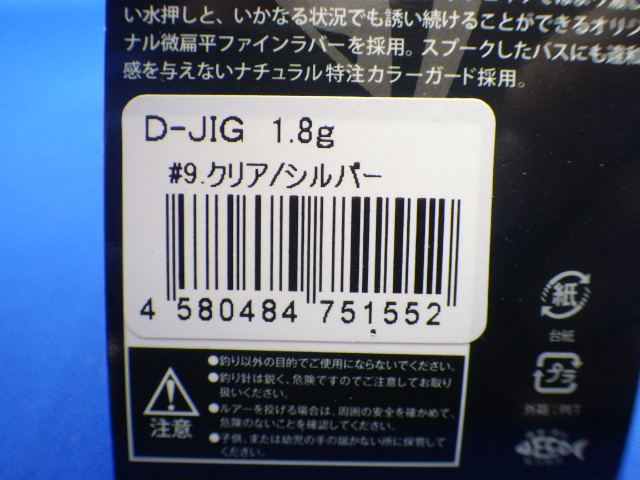 い水押しと、いかなる状況でも誘い続けることができるオリジ
ナル微扁平ファインラバーを採用。スプークしたバスにも違和
感を与えないナチュラル特注カラーガード採用。
D-JIG 1.8g
#9.クリア/シルバー
4 580484 751552
注意
●釣り以外の目的でご使用にならないでください。
●釣り針は鋭く、危険ですのでご注意してお取り
扱いください。
●ルアーを投げる場合は、周囲の安全を確かめて、
危険のないことを確認してください。
●子供、または幼児の手の届かない所に保管して
ください。
紙
台紙
プラ